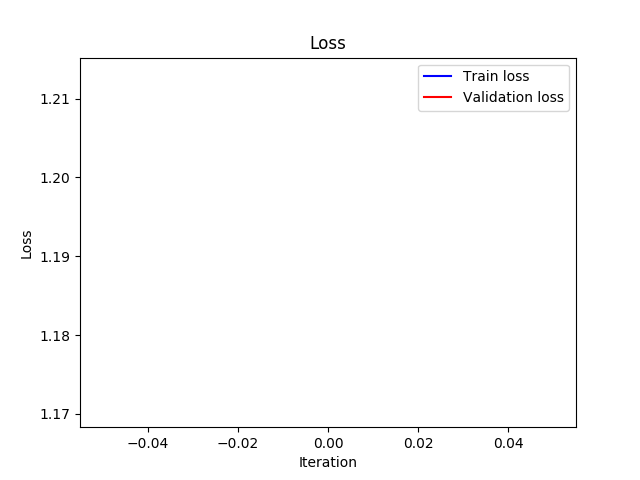 Loss
Train loss
Validation loss
1.21
1.20
1.19
1.18
1.17
Loss
−0.04
−0.02
0.00
0.02
0.04
Iteration